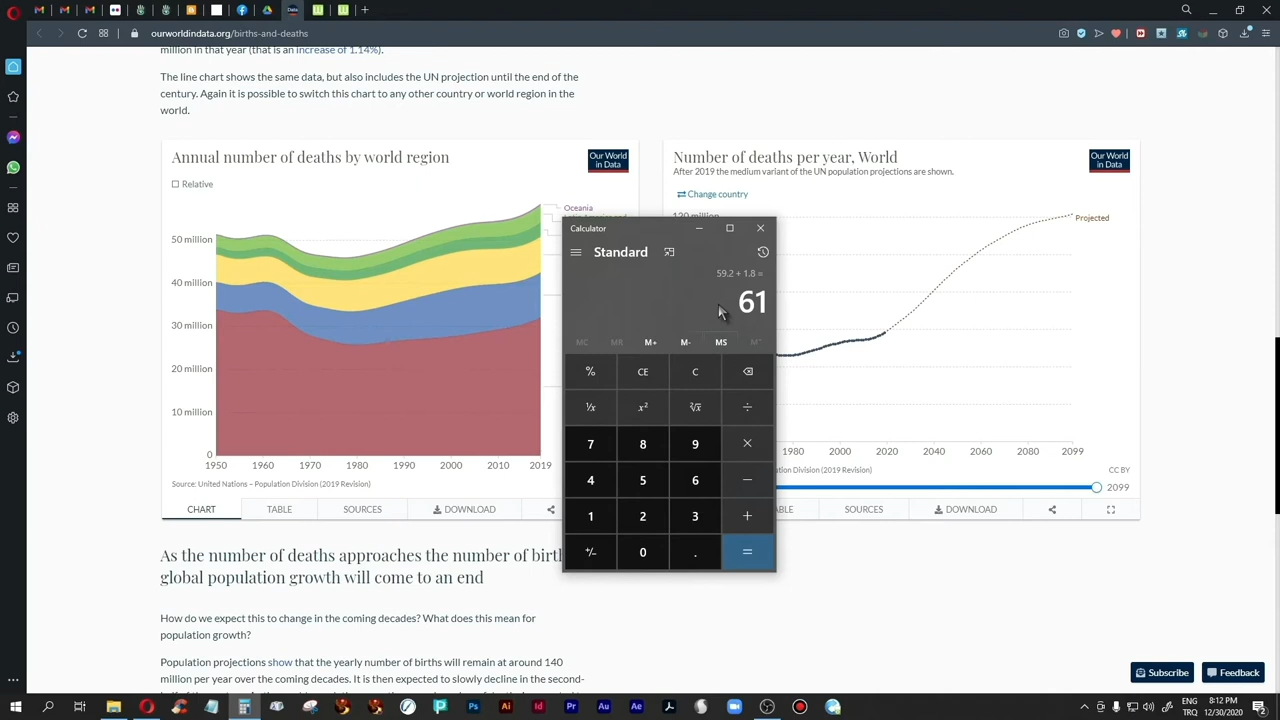 ourworldindata.org/births-and-deaths
million in that year (that is an increase of 1.14%).
The line chart shows the same data, but also includes the UN projection until the end of the
century. Again it is possible to switch this chart to any other country or world region in the
world.
Annual number of deaths by world region
Our World
in Data
Relative
Oceania
50 million
40 million
30 million
20 million
10 million
0
1950
1960
1970
1980
1990
2000
2010
2019
Source: United Nations – Population Division (2019 Revision)
CHART
TABLE
SOURCES
DOWNLOAD
Number of deaths per year, World
After 2019 the medium variant of the UN population projections are shown.
Our World
in Data
Change country
120 million
Projected
1980
2000
2020
2040
2060
2080
2099
Division (2019 Revision)
CC BY
2099
SOURCES
DOWNLOAD
Calculator
Standard
59.2 + 1.8 =
61
MC MR M+ M- MS
% CE C
¹/x x² ²√x ÷
7 8 9 ×
4 5 6 −
1 2 3 +
+/- 0 . =
As the number of deaths approaches the number of
global population growth will come to an end
How do we expect this to change in the coming decades? What does this mean for
population growth?
Population projections show that the yearly number of births will remain at around 140
million per year over the coming decades. It is then expected to slowly decline in the second-
Subscribe
Feedback
ENG
TRQ
8:12 PM
12/30/2020